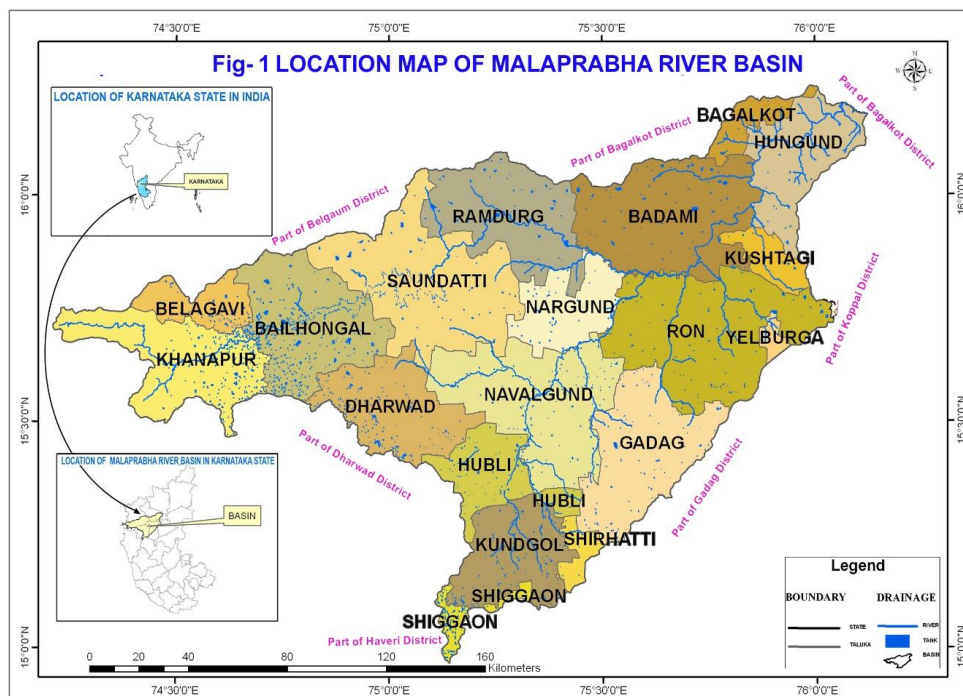 74°30'0"E
75°0'0"E
75°30'0"E
76°0'0"E
Fig- 1 LOCATION MAP OF MALAPRABHA RIVER BASIN
LOCATION OF KARNATAKA STATE IN INDIA
KARNATAKA
Part of Bagalkot District
Part of Bagalkot District
Part of Belgaum District
16°0'0"N
16°0'0"N
BAGALKOT
HUNGUND
RAMDURG
BADAMI
KUSHTAGI
SAUNDATTI
NARGUND
BELAGAVI
BAILHONGAL
RON
YELBURGA
Part of Koppal District
KHANAPUR
NAVALGUND
DHARWAD
GADAG
15°30'0"N
15°30'0"N
HUBLI
Part of Dharwad District
Part of Gadag District
LOCATION OF MALAPRABHA RIVER BASIN IN KARNATAKA STATE
BASIN
HUBLI
KUNDGOL
SHIRHATTI
SHIGGAON
SHIGGAON
Part of Haveri District
15°0'0"N
15°0'0"N
Legend
BOUNDARY
DRAINAGE
STATE
RIVER
TALUKA
TANK
BASIN
0 20 40 80 120 160
Kilometers
74°30'0"E
75°0'0"E
75°30'0"E
76°0'0"E